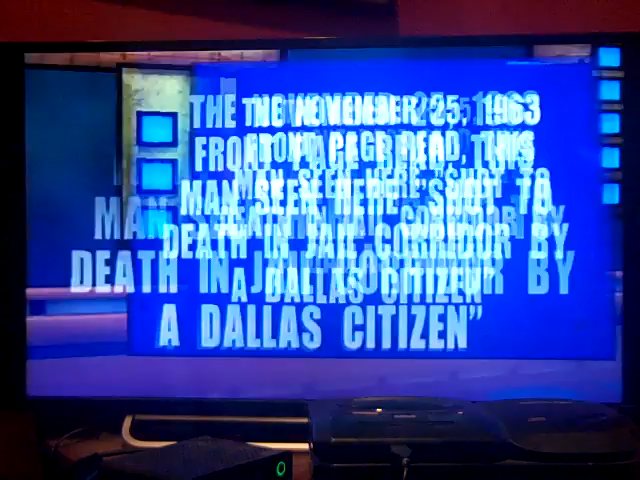 THE NOVEMBER 25, 1963
FRONT PAGE READ, THIS
MAN SEEN HERE "SHOT TO
DEATH IN JAIL CORRIDOR BY
A DALLAS CITIZEN"